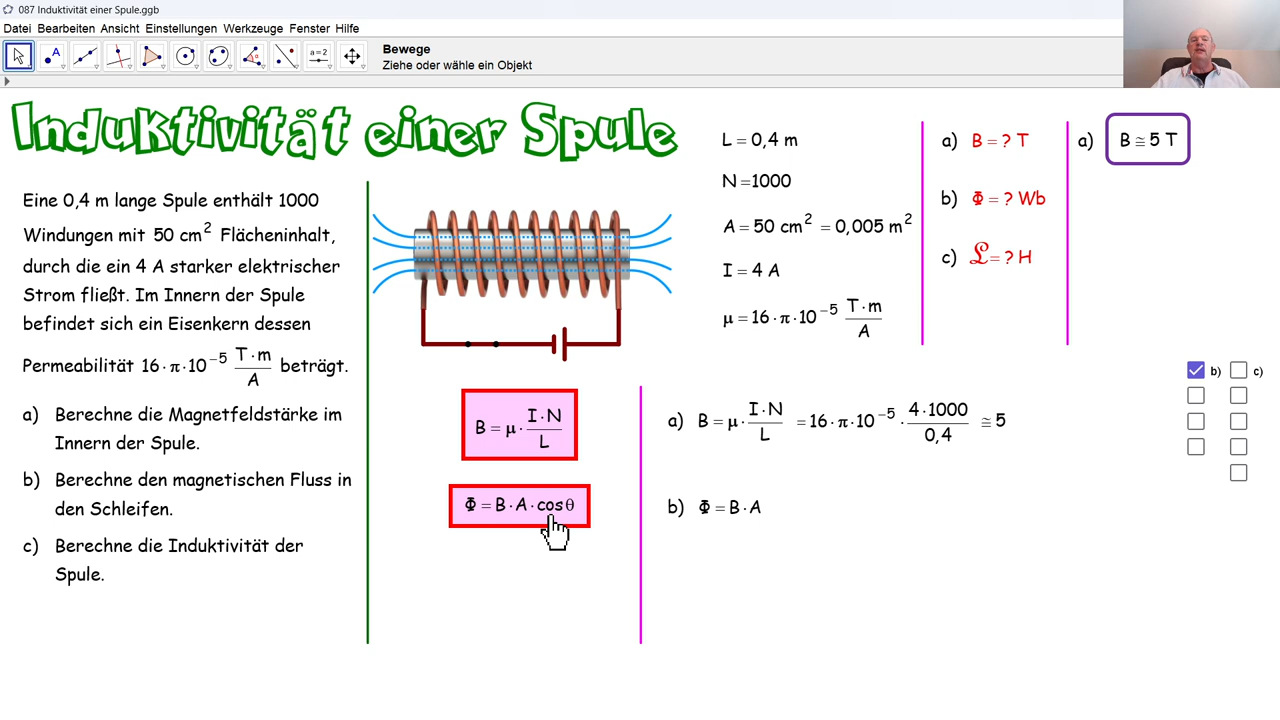 087 Induktivität einer Spule.ggb
Datei Bearbeiten Ansicht Einstellungen Werkzeuge Fenster Hilfe
A
a=2
Bewege
Ziehe oder wähle ein Objekt
Induktivität einer Spule
Eine 0,4 m lange Spule enthält 1000
Windungen mit 50 cm² Flächeninhalt,
durch die ein 4 A starker elektrischer
Strom fließt. Im Innern der Spule
befindet sich ein Eisenkern dessen
Permeabilität 16·π·10⁻⁵ T·m/A beträgt.
a) Berechne die Magnetfeldstärke im
Innern der Spule.
b) Berechne den magnetischen Fluss in
den Schleifen.
c) Berechne die Induktivität der
Spule.
B = μ · I·N/L
Φ = B·A·cosθ
L = 0,4 m
N =1000
A = 50 cm² = 0,005 m²
I = 4 A
μ = 16·π·10⁻⁵ T·m/A
a) B = ? T
b) Φ = ? Wb
c) ℒ = ? H
a) B ≅ 5 T
b) c)
a) B = μ · I·N/L = 16·π·10⁻⁵ · 4·1000/0,4 ≅ 5
b) Φ = B·A